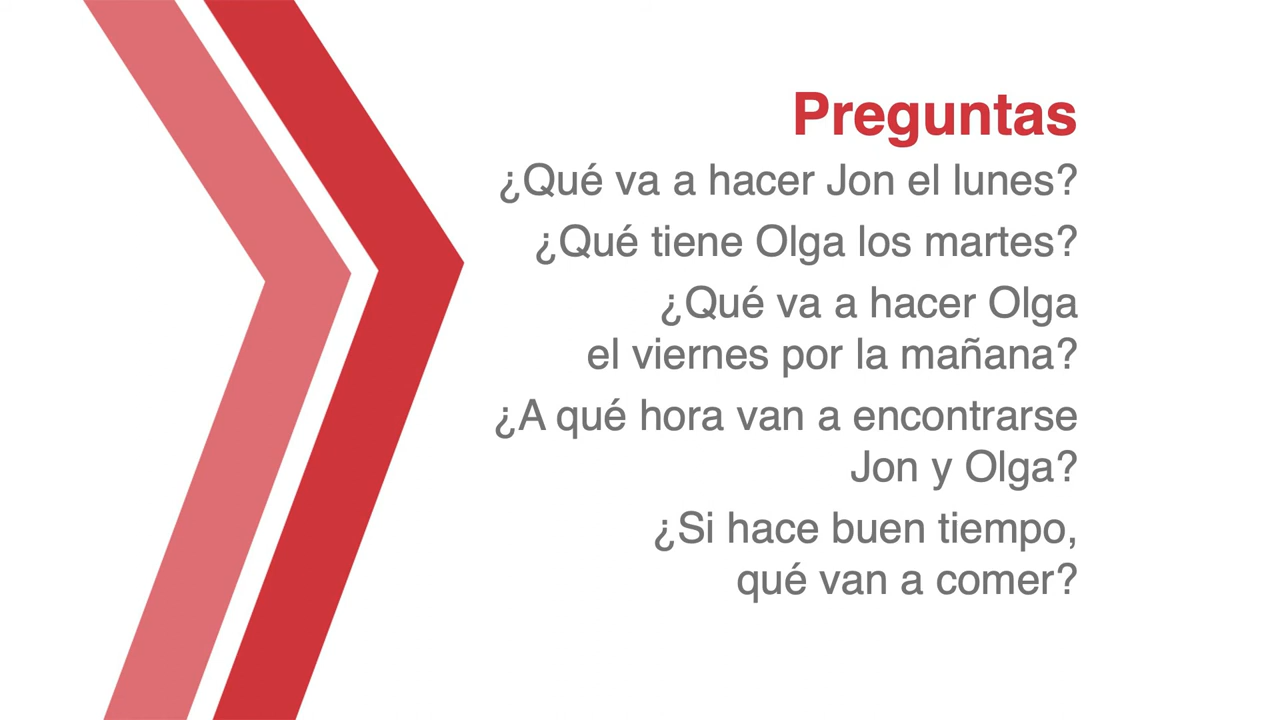 Preguntas
¿Qué va a hacer Jon el lunes?
¿Qué tiene Olga los martes?
¿Qué va a hacer Olga
el viernes por la mañana?
¿A qué hora van a encontrarse
Jon y Olga?
¿Si hace buen tiempo,
qué van a comer?